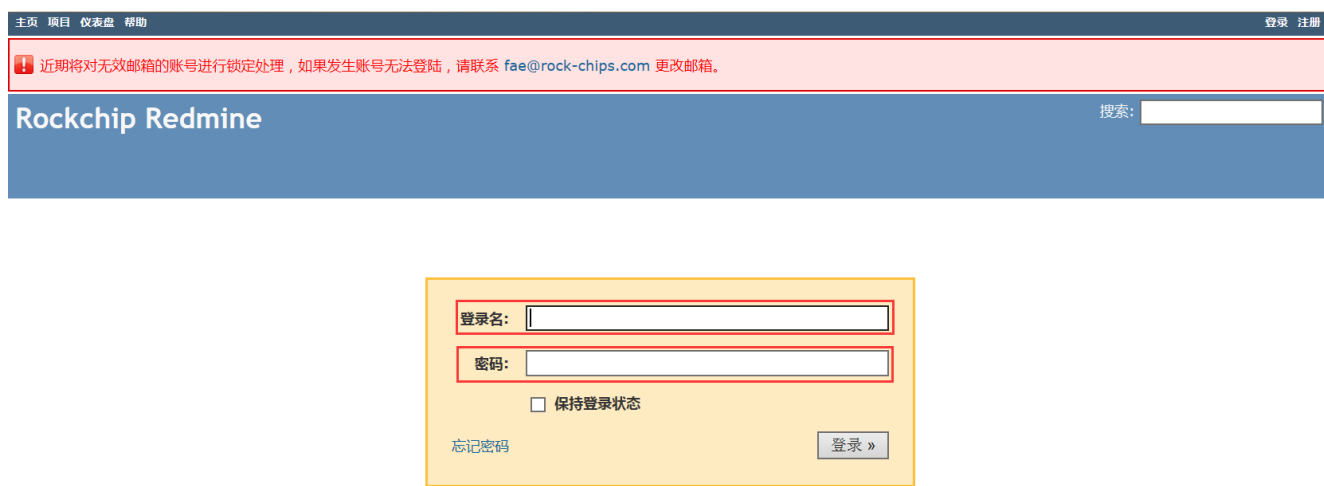 主页 项目 仪表盘 帮助 登录 注册
近期将对无效邮箱的账号进行锁定处理，如果发生账号无法登陆，请联系 fae@rock-chips.com 更改邮箱。
Rockchip Redmine 搜索:
登录名:
密码:
保持登录状态
忘记密码 登录 »